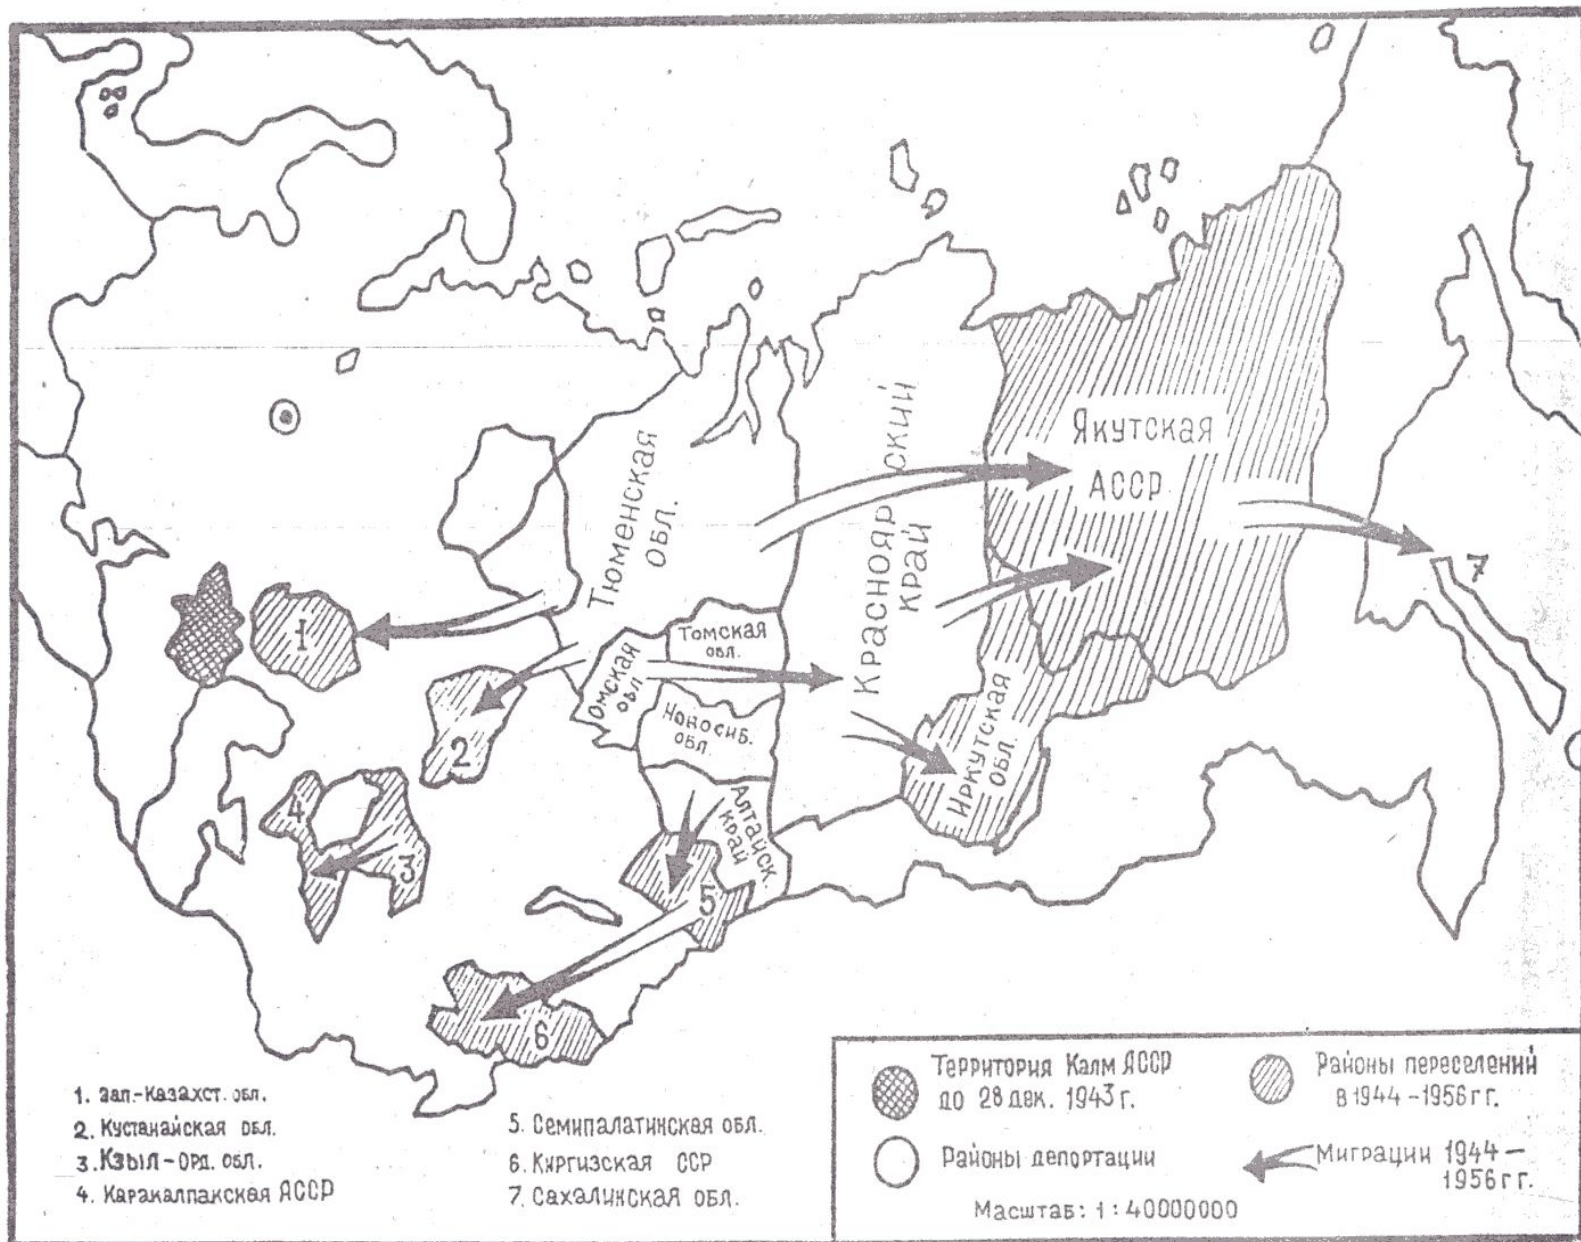 Тюменская
обл.
Красноярский
край
Якутская
АССР
Томская
обл.
Омская
обл
Новосиб.
обл.
Алтайск.
край
Иркутская
обл.
1
2
3
4
5
6
7
1. Зап.-Казахст. обл.
2. Кустанайская обл.
3. Кзыл-орд. обл.
4. Каракалпакская АССР
5. Семипалатинская обл.
6. Киргизская ССР
7. Сахалинская обл.
Территория Калм АССР
до 28 дек. 1943 г.
Районы переселений
в 1944-1956 гг.
Районы депортации
Миграции 1944-
1956 гг.
Масштаб: 1:40000000